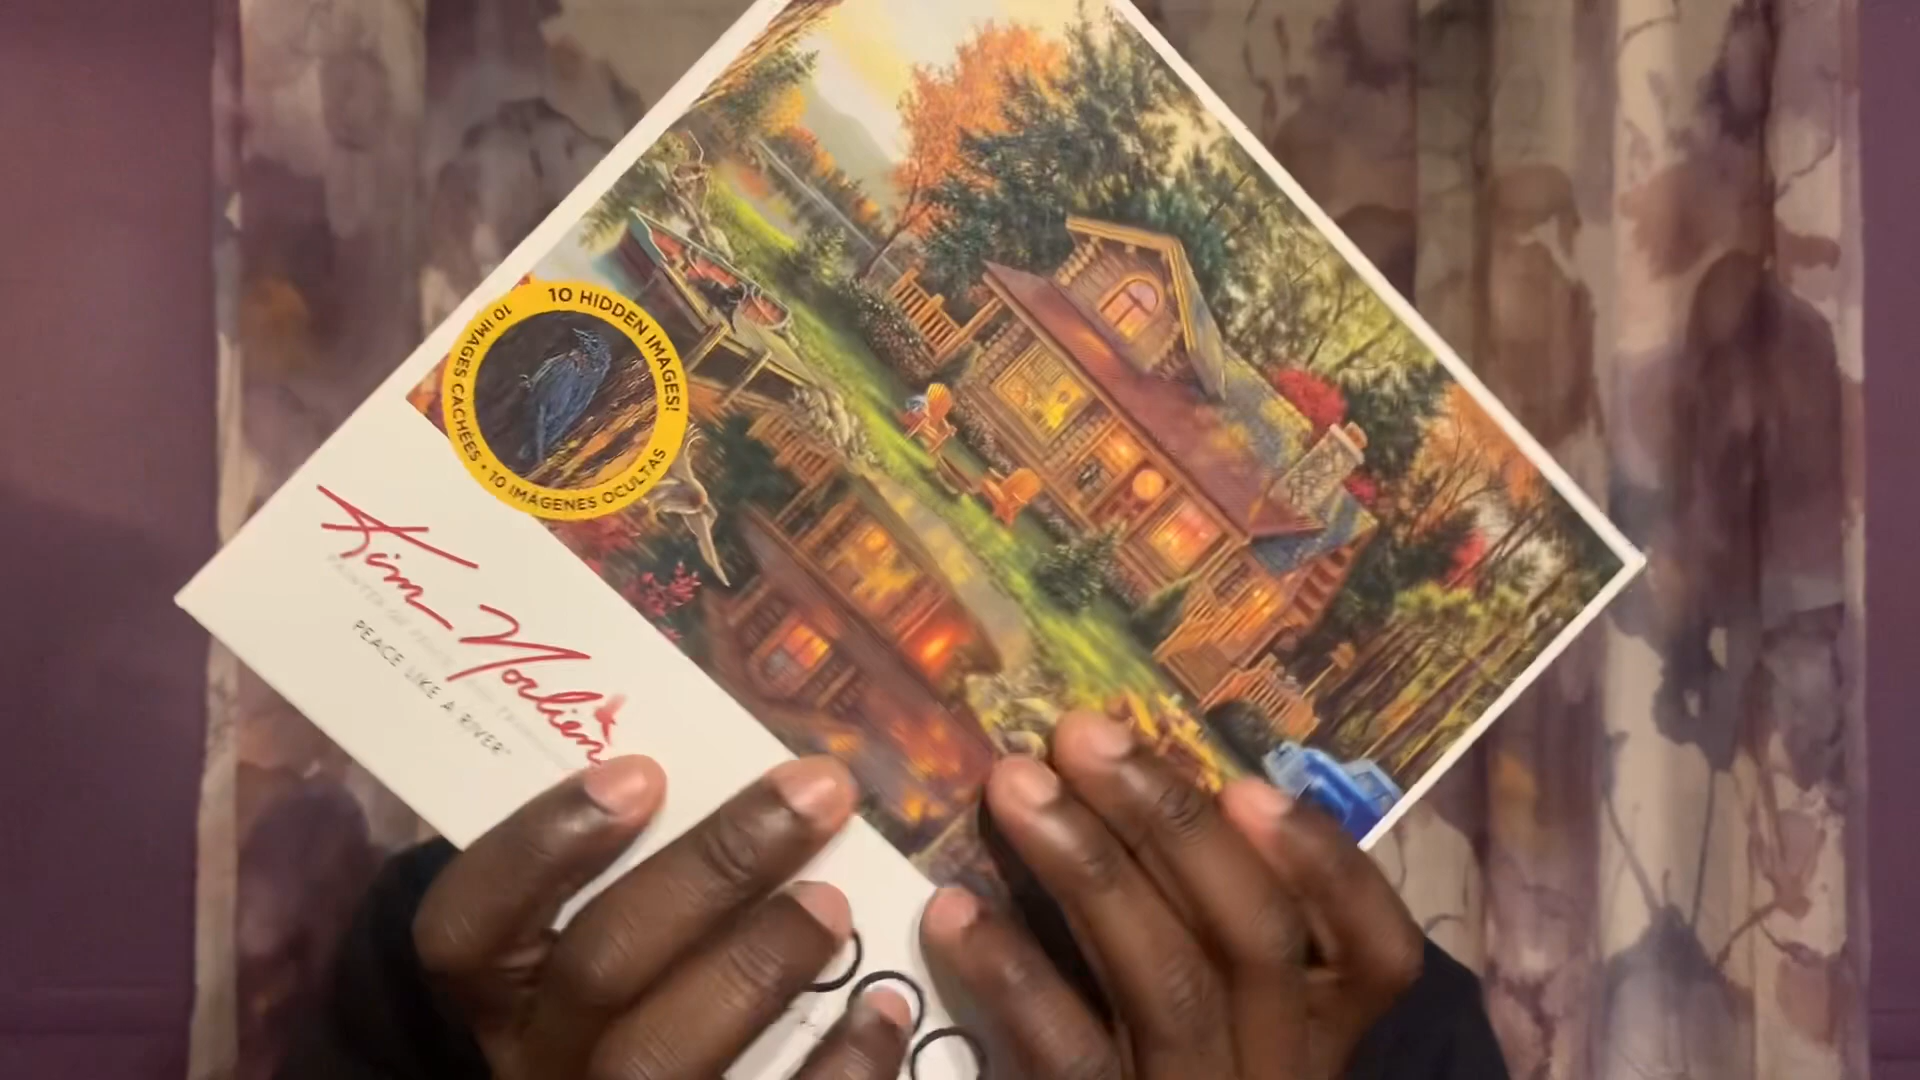 10 HIDDEN IMAGES!
10 IMAGES CACHÉES • 10 IMÁGENES OCULTAS
Kim Norlien
PEACE LIKE A RIVER